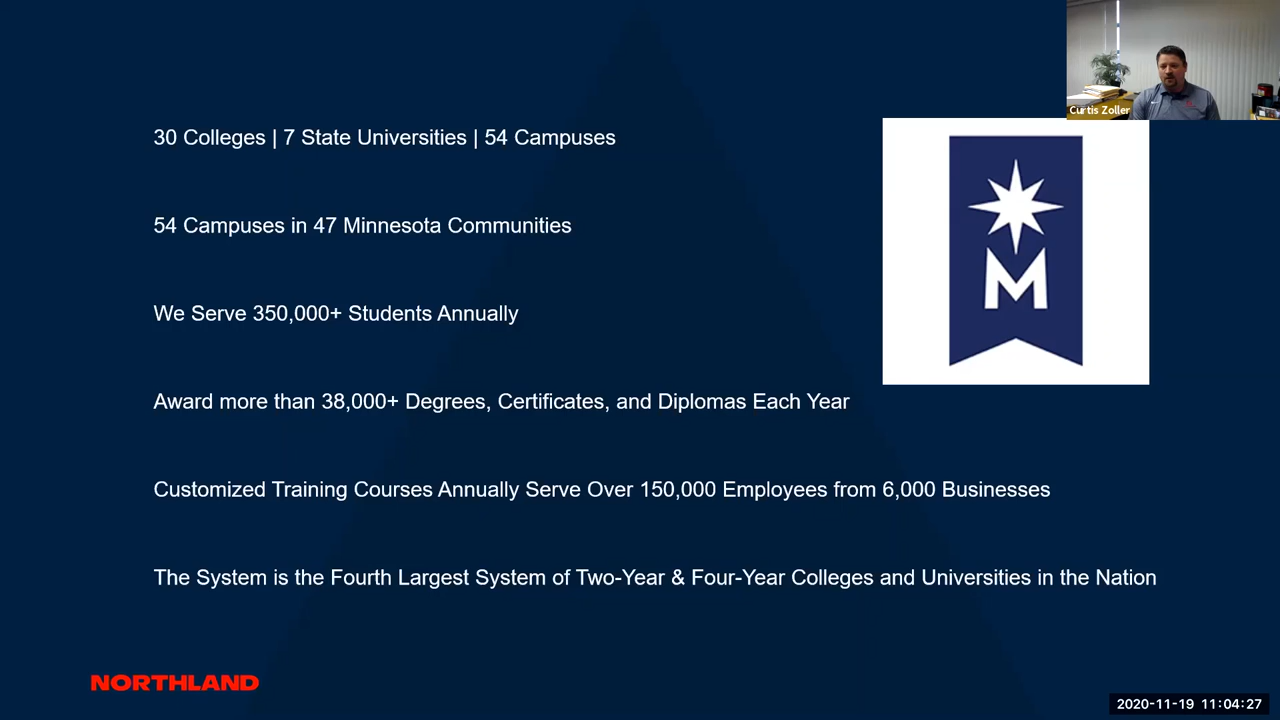 Curtis Zoller
30 Colleges | 7 State Universities | 54 Campuses
54 Campuses in 47 Minnesota Communities
We Serve 350,000+ Students Annually
M
Award more than 38,000+ Degrees, Certificates, and Diplomas Each Year
Customized Training Courses Annually Serve Over 150,000 Employees from 6,000 Businesses
The System is the Fourth Largest System of Two-Year & Four-Year Colleges and Universities in the Nation
NORTHLAND
2020-11-19 11:04:27